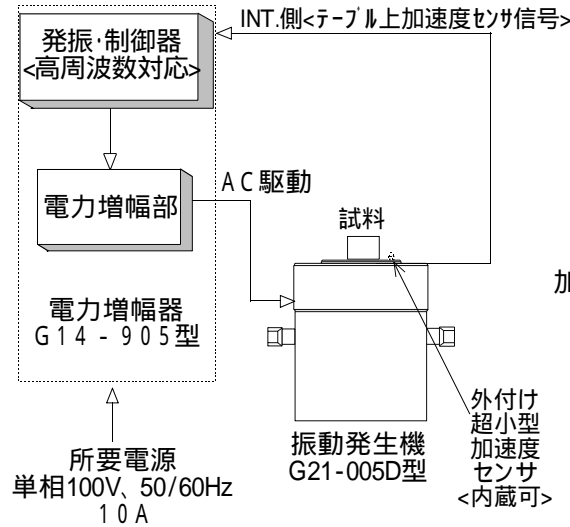 INT.側<テーブル上加速度センサ信号>
発振・制御器
<高周波数対応>
電力増幅部
AC駆動
試料
加
電力増幅器
G14-905型
外付け
超小型
加速度
センサ
<内蔵可>
振動発生機
G21-005D型
所要電源
単相100V、50/60Hz
10A